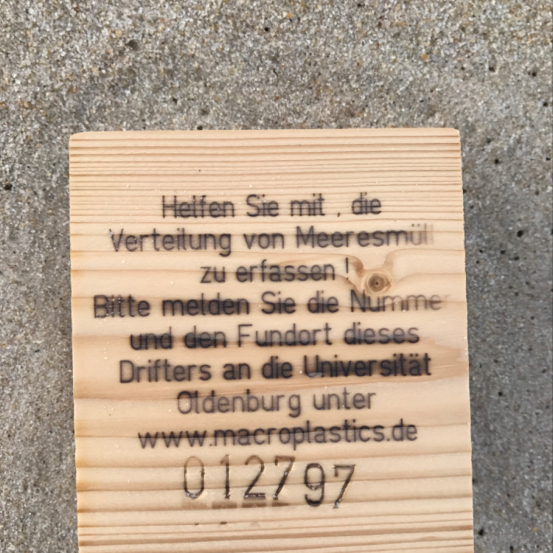 Helfen Sie mit , die
Verteilung von Meeresmüll
zu erfassen !
Bitte melden Sie die Numme
und den Fundort dieses
Drifters an die Universität
Oldenburg unter
www.macroplastics.de
012797